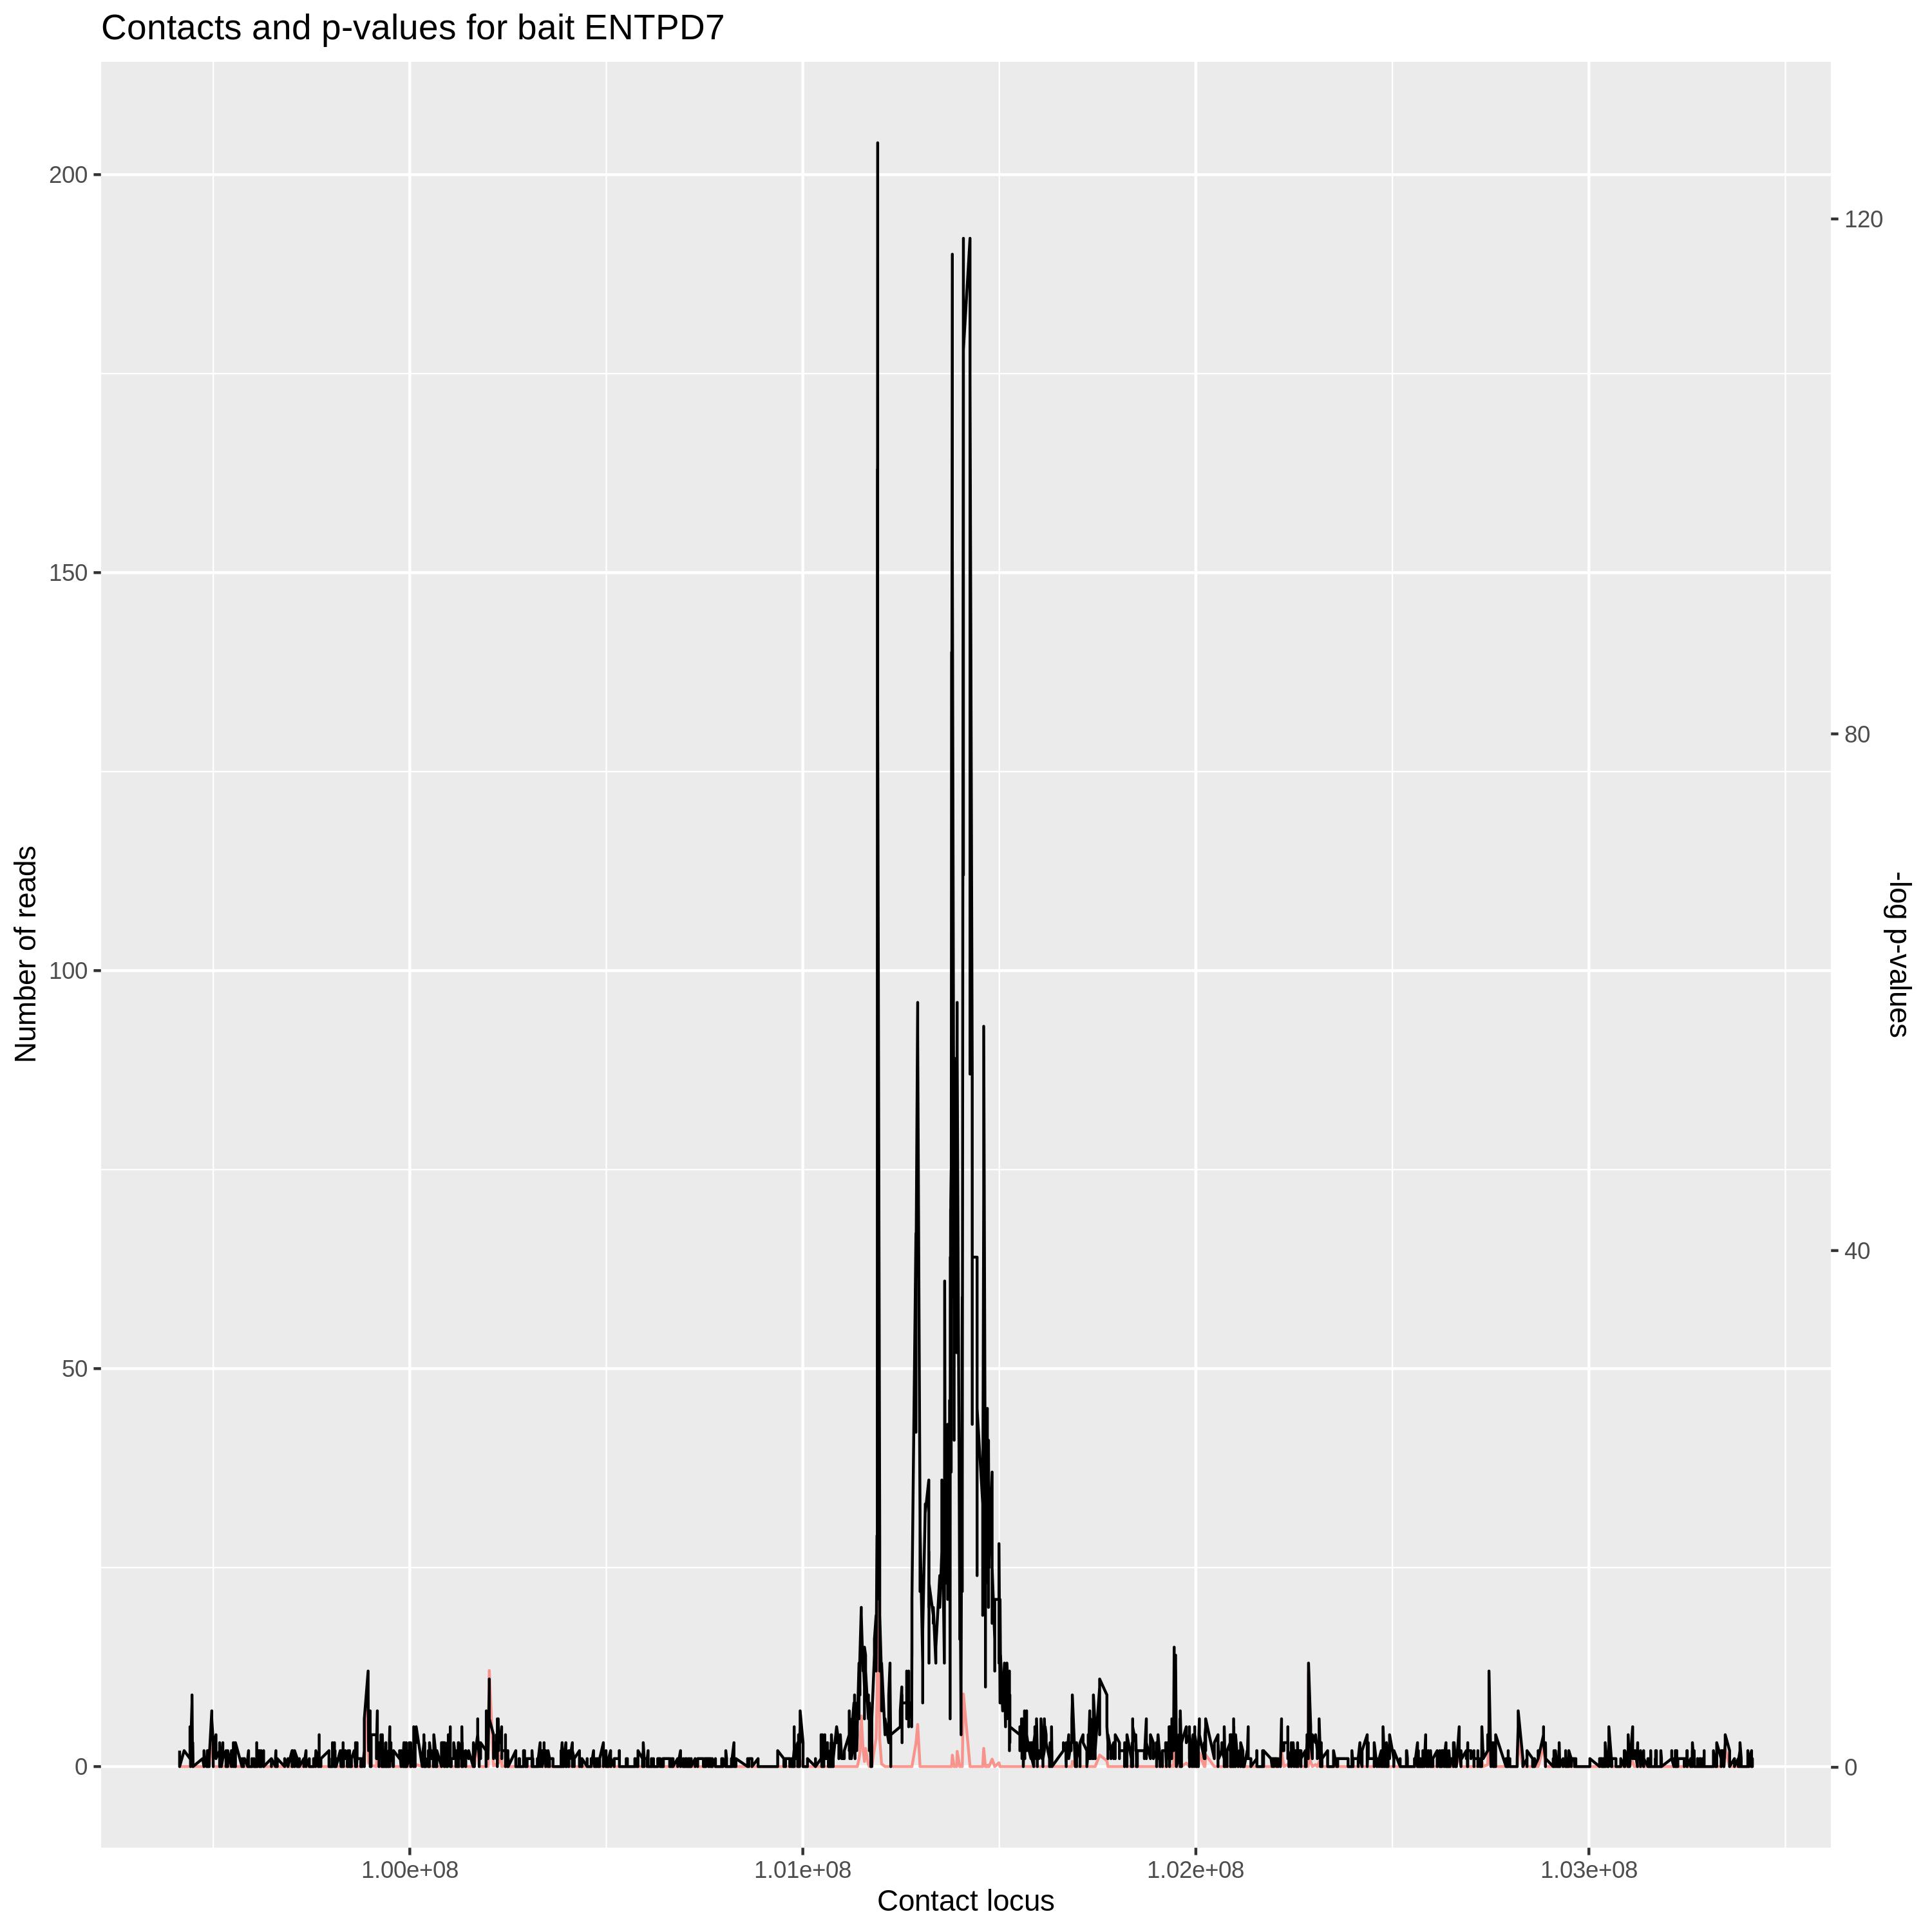 Contacts and p-values for bait ENTPD7
200
150
100
50
0
Number of reads
120
80
40
0
-log p-values
1.00e+08
1.01e+08
1.02e+08
1.03e+08
Contact locus